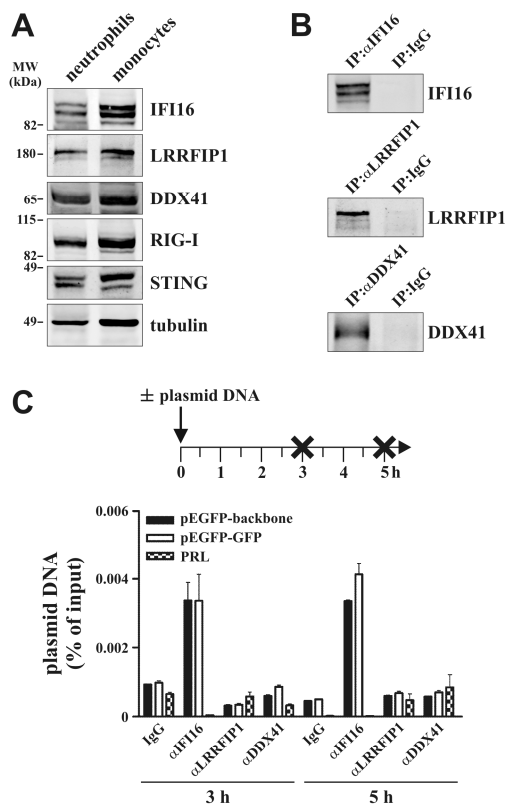 A
neutrophils
monocytes
MW
(kDa)
82–
IFI16
180–
LRRFIP1
65–
DDX41
115
RIG-I
82
49
STING
49–
tubulin
B
IP:αIFI16
IP:IgG
IFI16
IP:αLRRFIP1
IP:IgG
LRRFIP1
IP:αDDX41
IP:IgG
DDX41
C
± plasmid DNA
0 1 2 3 4 5 h
plasmid DNA
(% of input)
0.006
0.004
0.002
0
pEGFP-backbone
pEGFP-GFP
PRL
IgG
αIFI16
αLRRFIP1
αDDX41
IgG
αIFI16
αLRRFIP1
αDDX41
3 h
5 h